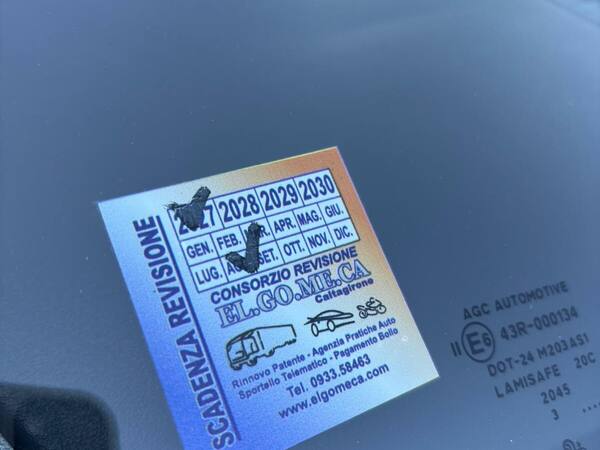 SCADENZA REVISIONE
2027 2028 2029 2030
GEN. FEB. APR. MAG. GIU.
LUG. SET. OTT. NOV. DIC.
CONSORZIO REVISIONE
EL.GO.ME.CA
Caltagirone
Rinnovo Patente - Agenzia Pratiche Auto
Sportello Telematico - Pagamento Bollo
Tel. 0933.58463
www.elgomeca.com
AGC AUTOMOTIVE
II E6 43R-000134
DOT-24 M203AS1
LAMISAFE 20C
2045
3 ....